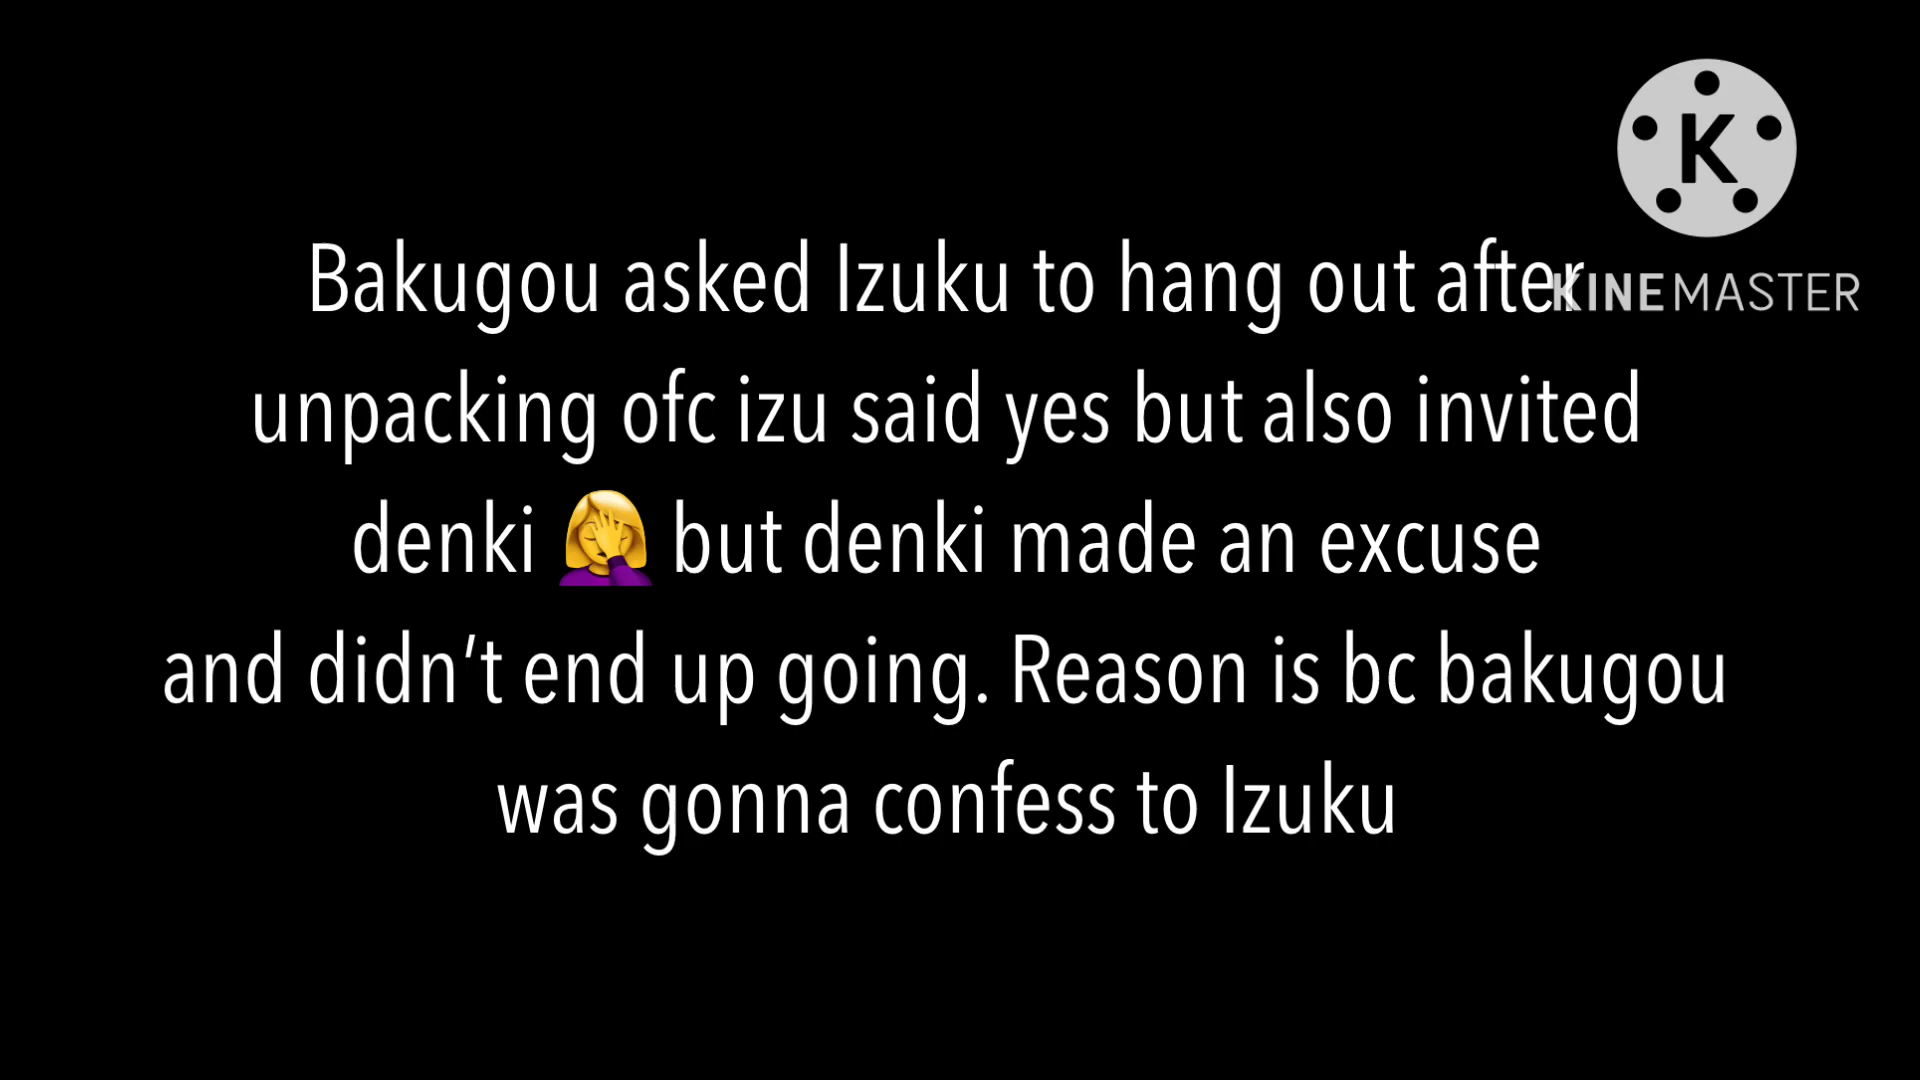 K
KINEMASTER
Bakugou asked Izuku to hang out after
unpacking ofc izu said yes but also invited
denki 🤦‍♀️ but denki made an excuse
and didn’t end up going. Reason is bc bakugou
was gonna confess to Izuku